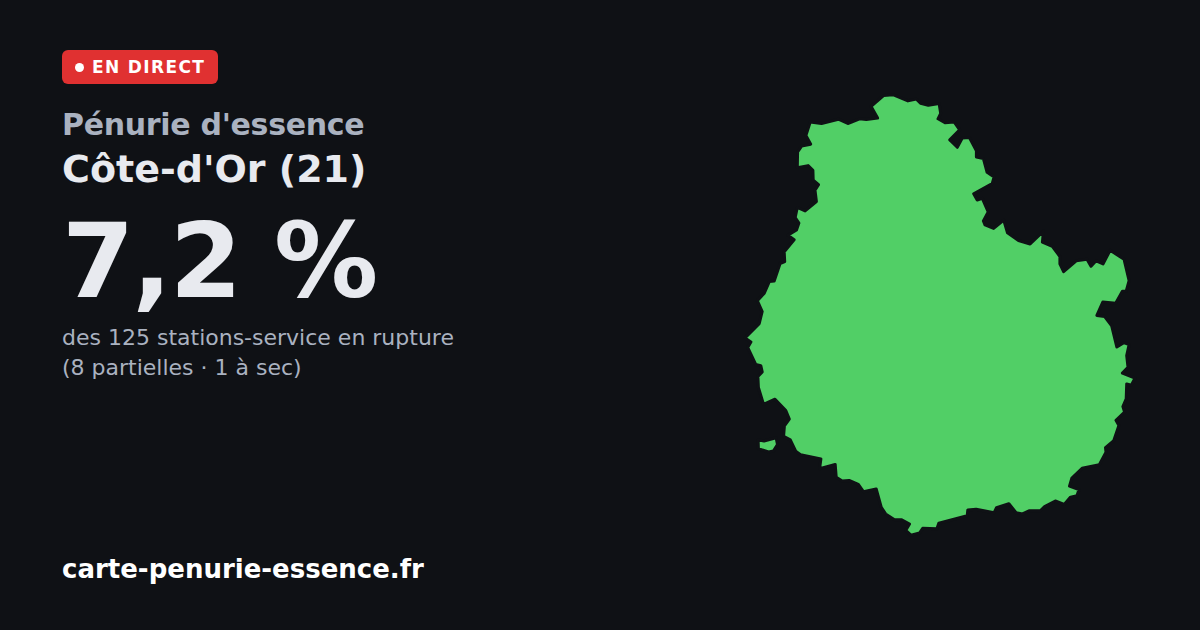 EN DIRECT
Pénurie d'essence
Côte-d'Or (21)
7,2 %
des 125 stations-service en rupture
(8 partielles · 1 à sec)
carte-penurie-essence.fr